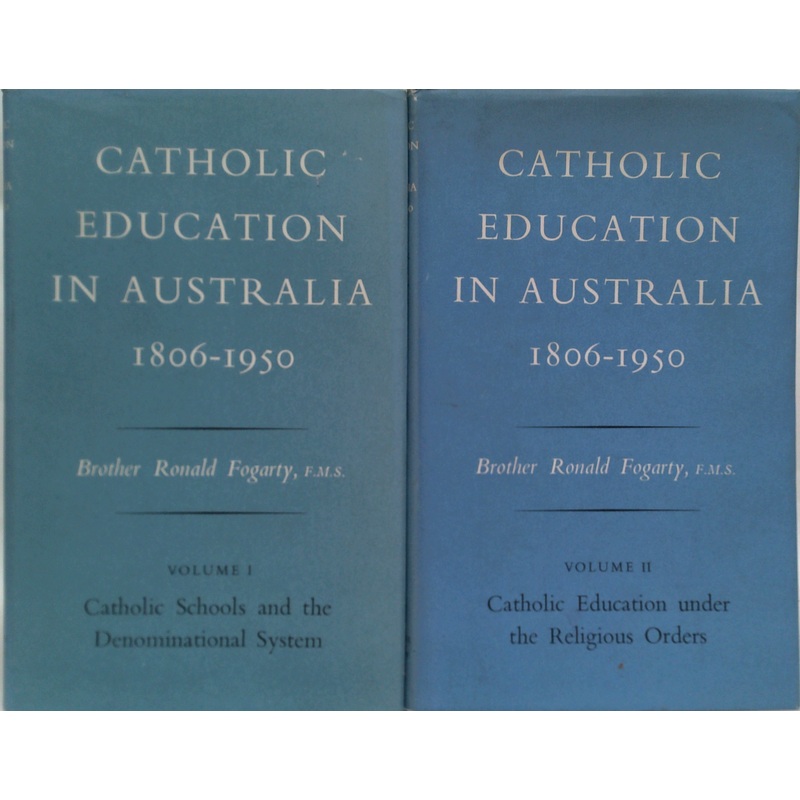 CATHOLIC
EDUCATION
IN AUSTRALIA
1806-1950
Brother Ronald Fogarty, F.M.S.
VOLUME I
Catholic Schools and the
Denominational System
CATHOLIC
EDUCATION
IN AUSTRALIA
1806-1950
Brother Ronald Fogarty, F.M.S.
VOLUME II
Catholic Education under
the Religious Orders